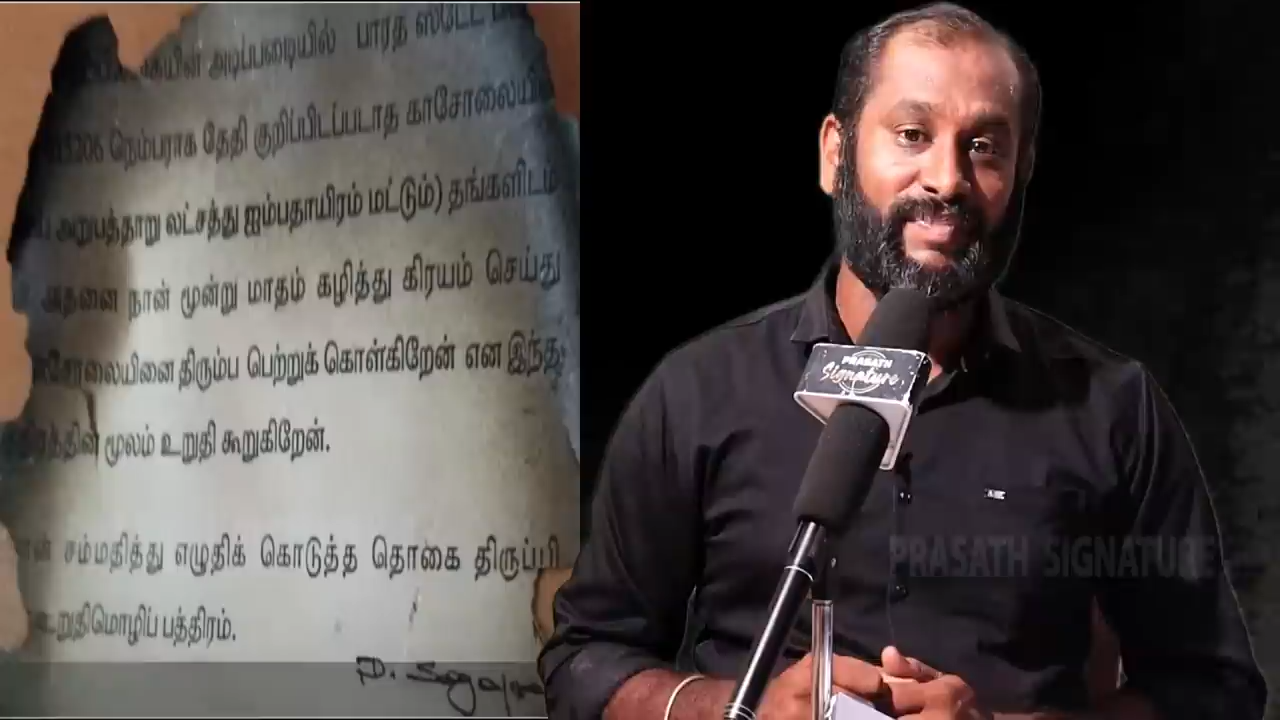 அடிப்படையில் பாரத ஸ்டேட்
நெம்பராக தேதி குறிப்பிடப்படாத காசோலையில்
அறுபத்தாறு லட்சத்து ஐம்பதாயிரம் மட்டும்) தங்களிடம்
நான் மூன்று மாதம் கழித்து கிரயம் செய்து
திரும்ப பெற்றுக் கொள்கிறேன் என இந்த
மூலம் உறுதி கூறுகிறேன்.
சம்மதித்து எழுதிக் கொடுத்த தொகை திருப்பி
உறுதிமொழிப் பத்திரம்.
PRASATH
Signature
PRASATH SIGNATURE